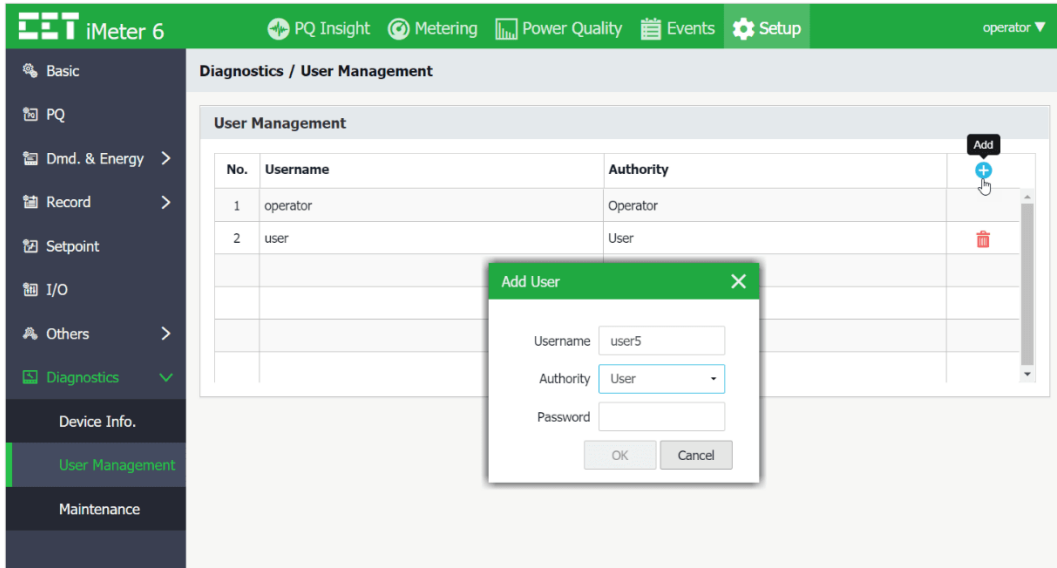 CET iMeter 6
PQ Insight Metering Power Quality Events Setup operator ▼
Basic
PQ
Dmd. & Energy
Record
Setpoint
I/O
Others
Diagnostics
Device Info.
User Management
Maintenance
Diagnostics / User Management
User Management
Add
No. Username Authority
1 operator Operator
2 user User
Add User
Username user5
Authority User
Password
OK Cancel